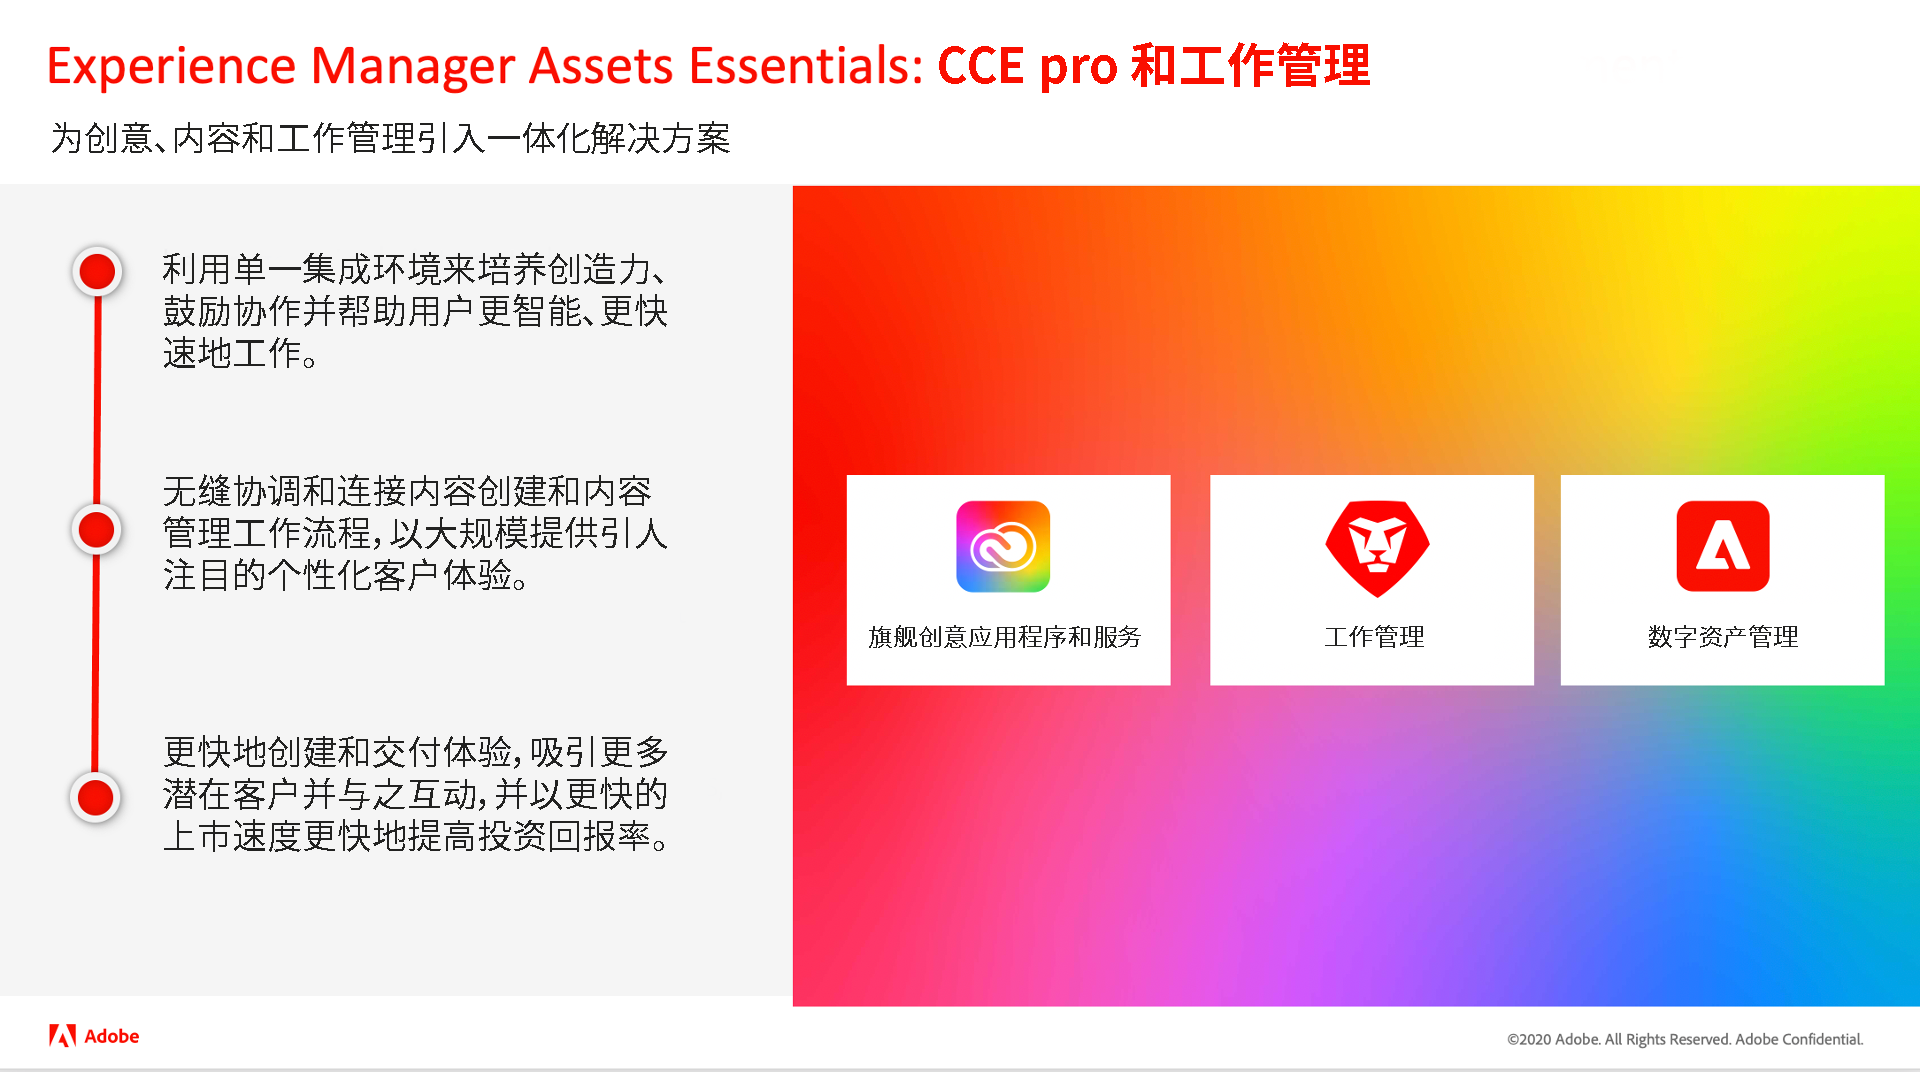 Experience Manager Assets Essentials: CCE pro 和工作管理
为创意、内容和工作管理引入一体化解决方案
利用单一集成环境来培养创造力、
鼓励协作并帮助用户更智能、更快
速地工作。
无缝协调和连接内容创建和内容
管理工作流程，以大规模提供引人
注目的个性化客户体验。
更快地创建和交付体验，吸引更多
潜在客户并与之互动，并以更快的
上市速度更快地提高投资回报率。
旗舰创意应用程序和服务
工作管理
数字资产管理
Adobe
©2020 Adobe. All Rights Reserved. Adobe Confidential.